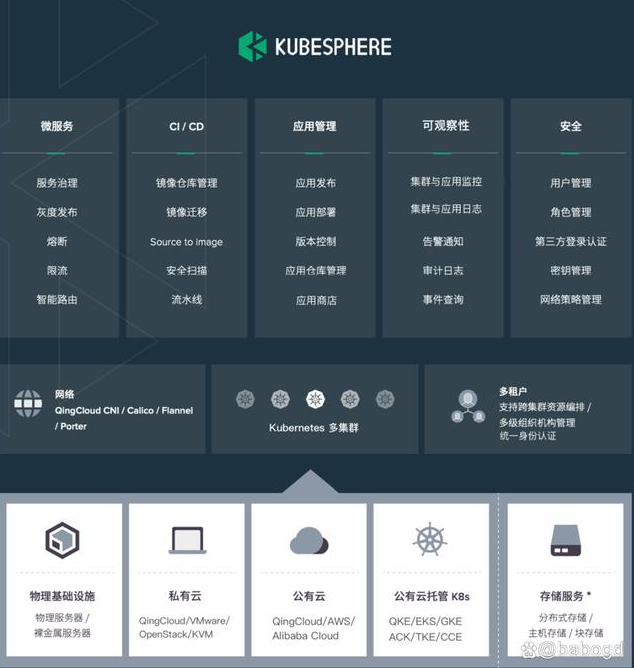 KUBESPHERE
微服务
服务治理
灰度发布
熔断
限流
智能路由
CI / CD
镜像仓库管理
镜像迁移
Source to image
安全扫描
流水线
应用管理
应用发布
应用部署
版本控制
应用仓库管理
应用商店
可观察性
集群与应用监控
集群与应用日志
告警通知
审计日志
事件查询
安全
用户管理
角色管理
第三方登录认证
密钥管理
网络策略管理
网络
QingCloud CNI / Calico / Flannel
/ Porter
Kubernetes 多集群
多租户
支持跨集群资源编排 /
多级组织机构管理
统一身份认证
物理基础设施
物理服务器 /
裸金属服务器
私有云
QingCloud/VMware/
OpenStack/KVM
公有云
QingCloud/AWS/
Alibaba Cloud
公有云托管 K8s
QKE/EKS/GKE
ACK/TKE/CCE
存储服务 *
分布式存储 /
主机存储 / 块存储
@babogd